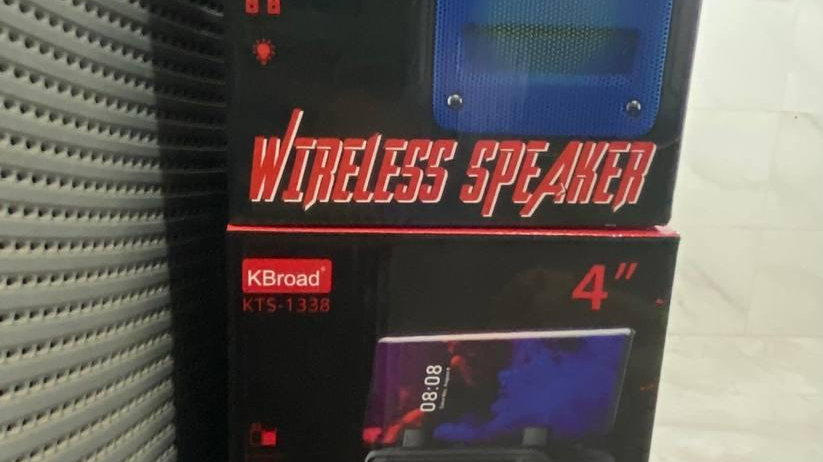 WIRELESS SPEAKER
KBroad®
4"
KTS-1338
08:08